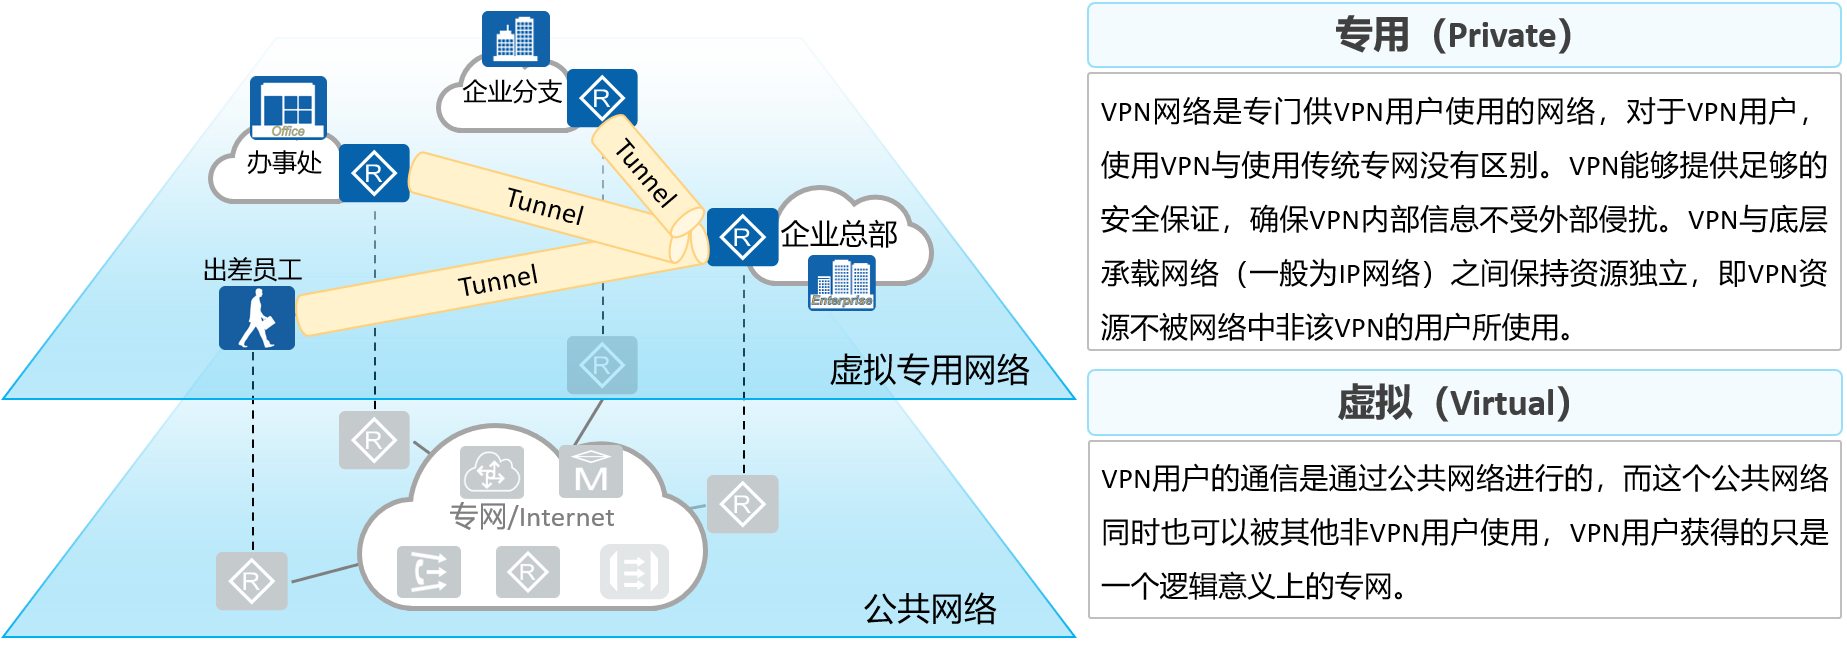 企业分支
R
Office
办事处
R
Tunnel
Tunnel
出差员工
Tunnel
R
企业总部
Enterprise
虚拟专用网络
R
R
M
专网/Internet
R
R
R
公共网络
专用（Private）
VPN网络是专门供VPN用户使用的网络，对于VPN用户，
使用VPN与使用传统专网没有区别。VPN能够提供足够的
安全保证，确保VPN内部信息不受外部侵扰。VPN与底层
承载网络（一般为IP网络）之间保持资源独立，即VPN资
源不被网络中非该VPN的用户所使用。
虚拟（Virtual）
VPN用户的通信是通过公共网络进行的，而这个公共网络
同时也可以被其他非VPN用户使用，VPN用户获得的只是
一个逻辑意义上的专网。